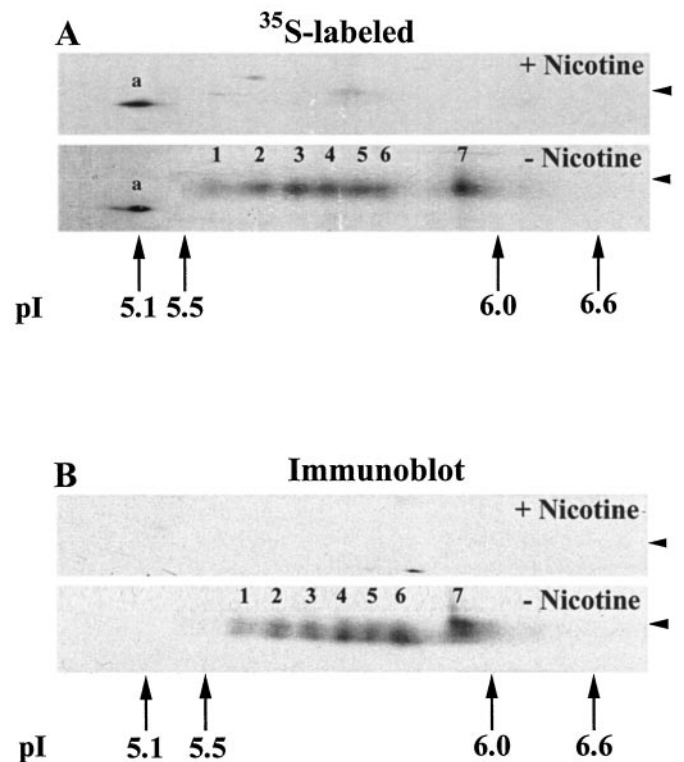 A
³⁵S-labeled
+ Nicotine
a
1 2 3 4 5 6 7
- Nicotine
a
pI 5.1 5.5 6.0 6.6
B
Immunoblot
+ Nicotine
1 2 3 4 5 6 7
- Nicotine
pI 5.1 5.5 6.0 6.6